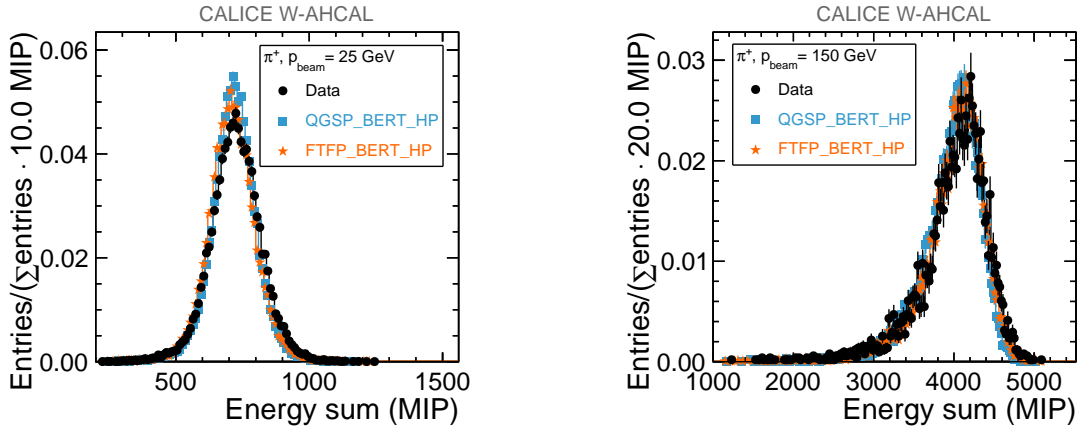 CALICE W-AHCAL
Entries/(∑entries · 10.0 MIP)
0.06
0.04
0.02
0.00
π⁺, p_beam = 25 GeV
Data
QGSP_BERT_HP
FTFP_BERT_HP
500
1000
1500
Energy sum (MIP)
CALICE W-AHCAL
Entries/(∑entries · 20.0 MIP)
0.03
0.02
0.01
0.00
π⁺, p_beam = 150 GeV
Data
QGSP_BERT_HP
FTFP_BERT_HP
1000
2000
3000
4000
5000
Energy sum (MIP)